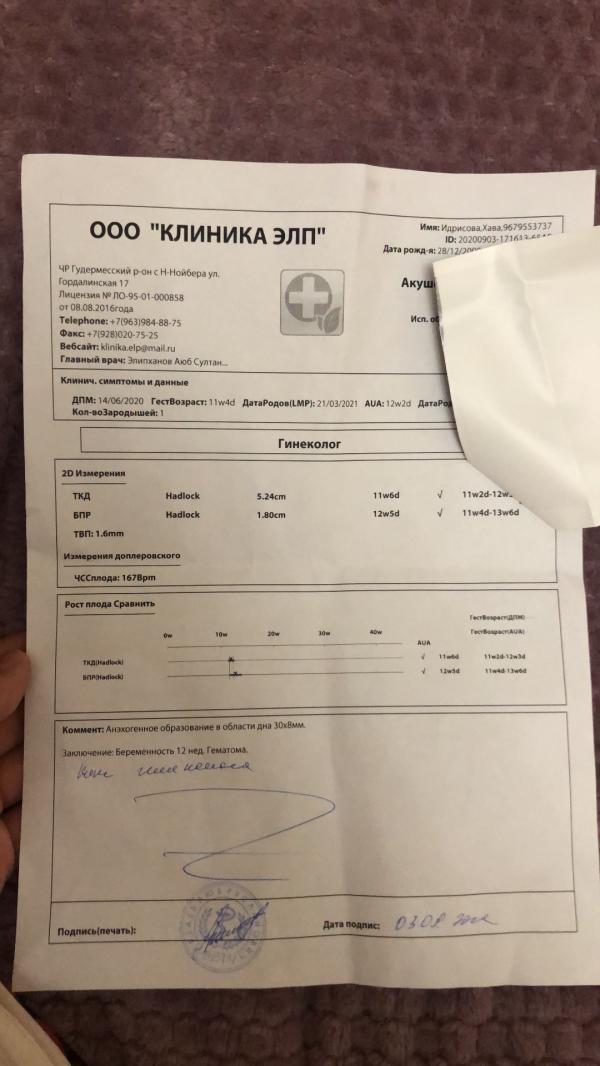 ООО "КЛИНИКА ЭЛП"
Имя: Идрисова,Хава,9679553737
ID: 20200903-171613-
Дата рожд-я: 28/12/
ЧР Гудермесский р-он с Н-Нойбера ул.
Гордалинская 17
Лицензия № ЛО-95-01-000858
от 08.08.2016года
Telephone: +7(963)984-88-75
Факс: +7(928)020-75-25
Вебсайт: klinika.elp@mail.ru
Главный врач: Элипханов Аюб Султан...
Акуш
Исп. об
Клинич. симптомы и данные
ДПМ: 14/06/2020 ГестВозраст: 11w4d ДатаРодов(LMP): 21/03/2021 AUA: 12w2d ДатаРод
Кол-воЗародышей: 1
Гинеколог
2D Измерения
ТКД Hadlock 5.24cm 11w6d √ 11w2d-12w
БПР Hadlock 1.80cm 12w5d √ 11w4d-13w6d
ТВП: 1.6mm
Измерения доплеровского
ЧССплода: 167Bpm
Рост плода Сравнить
ГестВозраст(ДПМ)
0w 10w 20w 30w 40w ГестВозраст(AUA)
AUA
ТКД(Hadlock) √ 11w6d 11w2d-12w3d
БПР(Hadlock) √ 12w5d 11w4d-13w6d
Коммент: Анэхогенное образование в области дна 30x8мм.
Заключение: Беременность 12 нед. Гематома.
Подпись(печать):
Дата подпис: 03.09